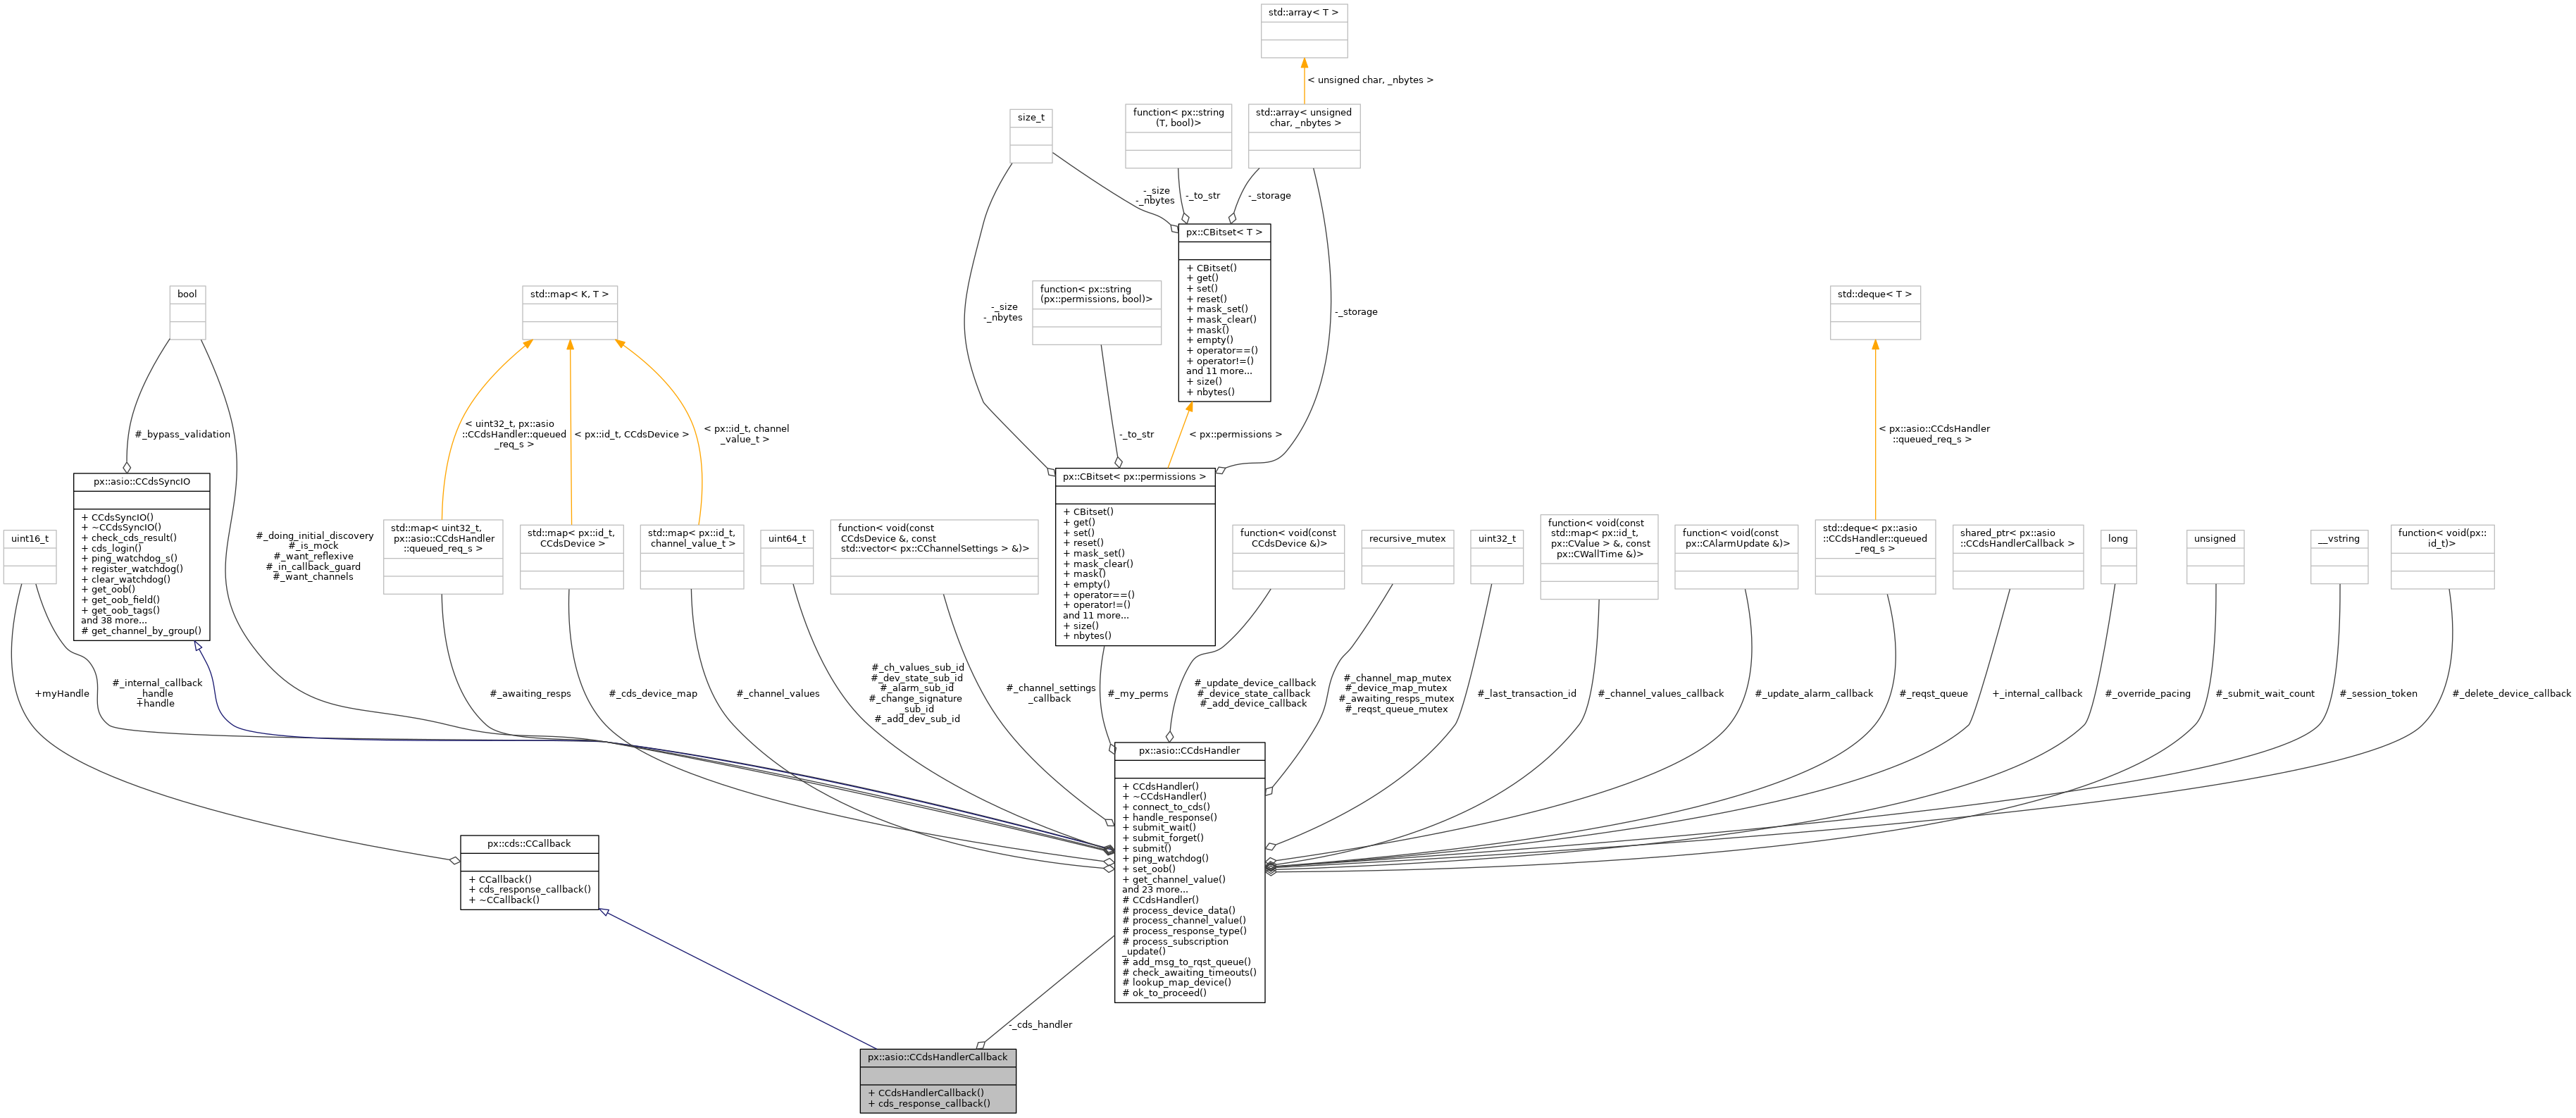 std::array< T >
< unsigned char, _nbytes >
size_t
function< px::string
(T, bool)>
std::array< unsigned
char, _nbytes >
-_size
-_nbytes
-_to_str
-_storage
px::CBitset< T >
+ CBitset()
+ get()
+ set()
+ reset()
+ mask_set()
+ mask_clear()
+ mask()
+ empty()
+ operator==()
+ operator!=()
and 11 more...
+ size()
+ nbytes()
bool
std::map< K, T >
-_size
-_nbytes
function< px::string
(px::permissions, bool)>
-_storage
std::deque< T >
#_bypass_validation
< uint32_t, px::asio
::CCdsHandler::queued
_req_s >
< px::id_t, CCdsDevice >
< px::id_t, channel
_value_t >
-_to_str
< px::permissions >
< px::asio::CCdsHandler
::queued_req_s >
px::asio::CCdsSyncIO
+ CCdsSyncIO()
+ ~CCdsSyncIO()
+ check_cds_result()
+ cds_login()
+ ping_watchdog_s()
+ register_watchdog()
+ clear_watchdog()
+ get_oob()
+ get_oob_field()
+ get_oob_tags()
and 38 more...
# get_channel_by_group()
px::CBitset< px::permissions >
+ CBitset()
+ get()
+ set()
+ reset()
+ mask_set()
+ mask_clear()
+ mask()
+ empty()
+ operator==()
+ operator!=()
and 11 more...
+ size()
+ nbytes()
uint16_t
#_doing_initial_discovery
#_is_mock
#_want_reflexive
#_in_callback_guard
#_want_channels
std::map< uint32_t,
px::asio::CCdsHandler
::queued_req_s >
std::map< px::id_t,
CCdsDevice >
std::map< px::id_t,
channel_value_t >
uint64_t
function< void(const
CCdsDevice &, const
std::vector< px::CChannelSettings > &)>
function< void(const
CCdsDevice &)>
recursive_mutex
uint32_t
function< void(const
std::map< px::id_t,
px::CValue > &, const
px::CWallTime &)>
function< void(const
px::CAlarmUpdate &)>
std::deque< px::asio
::CCdsHandler::queued
_req_s >
shared_ptr< px::asio
::CCdsHandlerCallback >
long
unsigned
__vstring
function< void(px::
id_t)>
+myHandle
#_internal_callback
_handle
+handle
#_awaiting_resps
#_cds_device_map
#_channel_values
#_ch_values_sub_id
#_dev_state_sub_id
#_alarm_sub_id
#_change_signature
_sub_id
#_add_dev_sub_id
#_channel_settings
_callback
#_my_perms
#_update_device_callback
#_device_state_callback
#_add_device_callback
#_channel_map_mutex
#_device_map_mutex
#_awaiting_resps_mutex
#_reqst_queue_mutex
#_last_transaction_id
#_channel_values_callback
#_update_alarm_callback
#_reqst_queue
+_internal_callback
#_override_pacing
#_submit_wait_count
#_session_token
#_delete_device_callback
px::asio::CCdsHandler
+ CCdsHandler()
+ ~CCdsHandler()
+ connect_to_cds()
+ handle_response()
+ submit_wait()
+ submit_forget()
+ submit()
+ ping_watchdog()
+ set_oob()
+ get_channel_value()
and 23 more...
# CCdsHandler()
# process_device_data()
# process_channel_value()
# process_response_type()
# process_subscription
_update()
# add_msg_to_rqst_queue()
# check_awaiting_timeouts()
# lookup_map_device()
# ok_to_proceed()
px::cds::CCallback
+ CCallback()
+ cds_response_callback()
+ ~CCallback()
-_cds_handler
px::asio::CCdsHandlerCallback
+ CCdsHandlerCallback()
+ cds_response_callback()